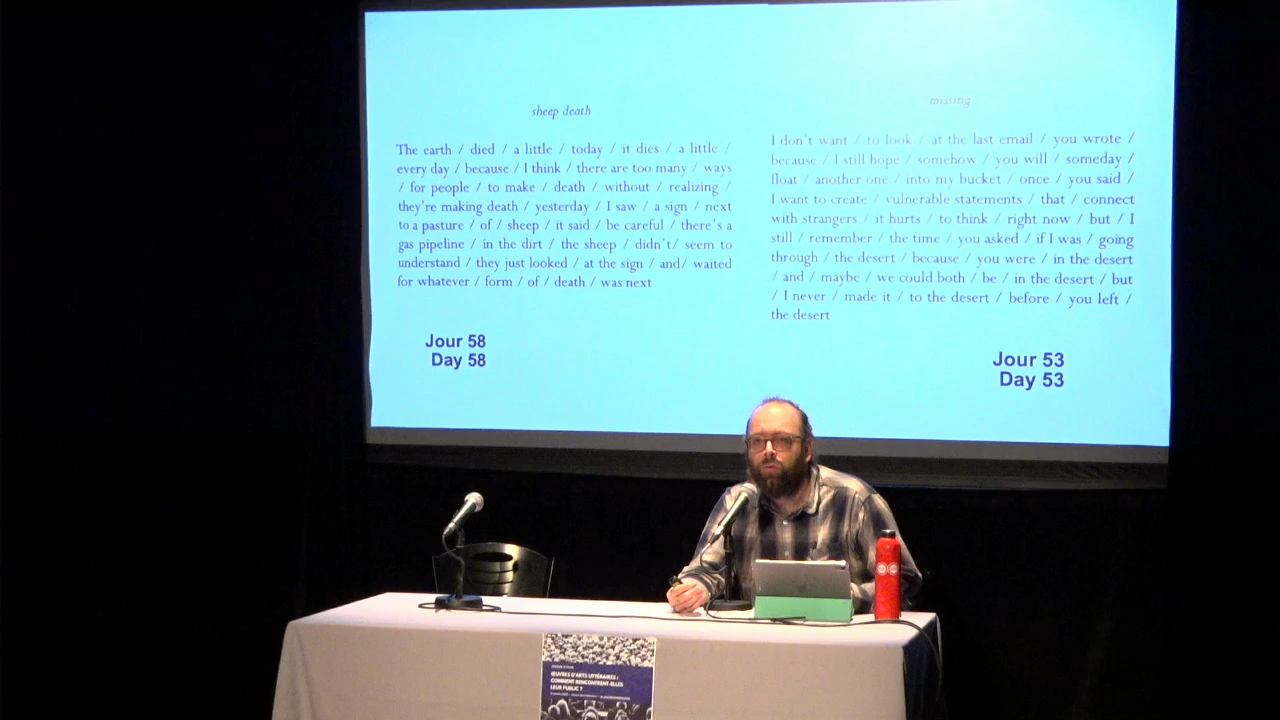 sheep death
The earth / died / a little / today / it dies / a little /
every day / because / I think / there are too many / ways
/ for people / to make / death / without / realizing /
they're making death / yesterday / I saw / a sign / next
to a pasture / of / sheep / it said / be careful / there's a
gas pipeline / in the dirt / the sheep / didn't/ seem to
understand / they just looked / at the sign / and/ waited
for whatever / form / of / death / was next
Jour 58
Day 58
missing
I don't want / to look / at the last email / you wrote /
because / I still hope / somehow / you will / someday /
float / another one / into my bucket / once / you said /
I want to create / vulnerable statements / that / connect
with strangers / it hurts / to think / right now / but / I
still / remember / the time / you asked / if I was / going
through / the desert / because / you were / in the desert
/ and / maybe / we could both / be / in the desert / but
/ I never / made it / to the desert / before / you left /
the desert
Jour 53
Day 53
ŒUVRES D'ARTS LITTÉRAIRES :
COMMENT RENCONTRENT-ELLES
LEUR PUBLIC ?